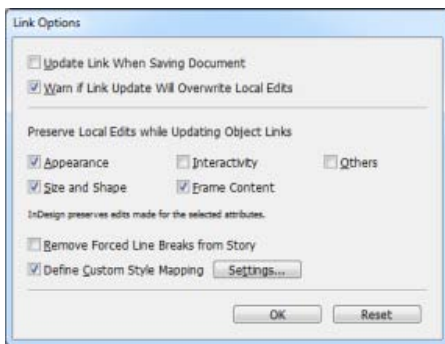 Link Options
Update Link When Saving Document
Warn if Link Update Will Overwrite Local Edits
Preserve Local Edits while Updating Object Links
Appearance Interactivity Others
Size and Shape Frame Content
InDesign preserves edits made for the selected attributes.
Remove Forced Line Breaks from Story
Define Custom Style Mapping Settings...
OK Reset